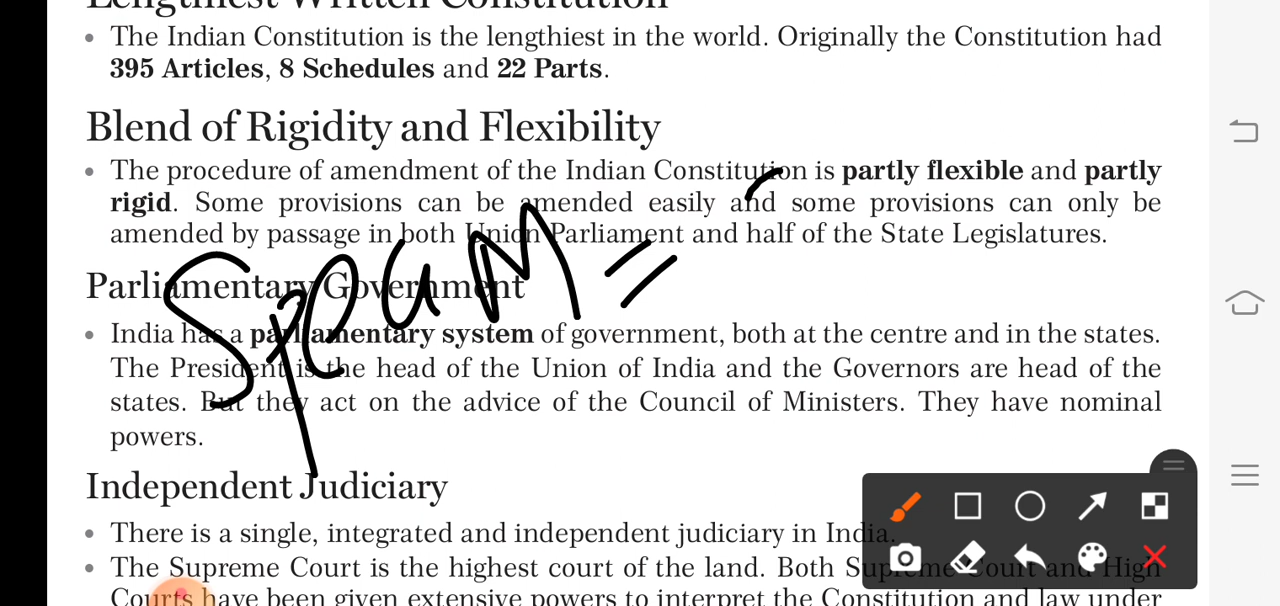 Lengthiest Written Constitution
• The Indian Constitution is the lengthiest in the world. Originally the Constitution had
395 Articles, 8 Schedules and 22 Parts.
Blend of Rigidity and Flexibility
• The procedure of amendment of the Indian Constitution is partly flexible and partly
rigid. Some provisions can be amended easily and some provisions can only be
amended by passage in both Union Parliament and half of the State Legislatures.
Parliamentary Government
• India has a parliamentary system of government, both at the centre and in the states.
The President is the head of the Union of India and the Governors are head of the
states. But they act on the advice of the Council of Ministers. They have nominal
powers.
Independent Judiciary
• There is a single, integrated and independent judiciary in India.
• The Supreme Court is the highest court of the land. Both Supreme Court and High
Courts have been given extensive powers to interpret the Constitution and law under